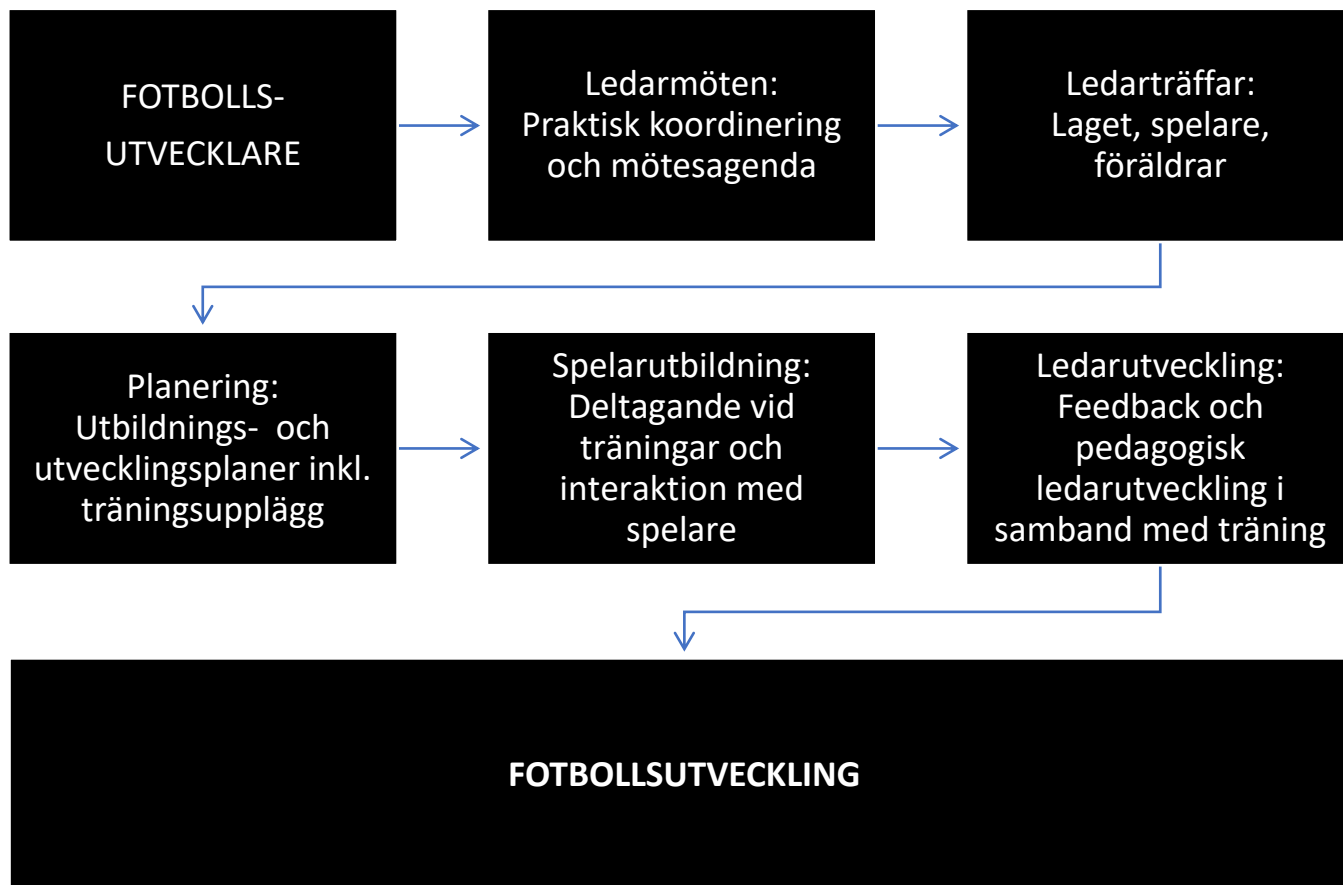 FOTBOLLS-
UTVECKLARE
Ledarmöten:
Praktisk koordinering
och mötesagenda
Ledarträffar:
Laget, spelare,
föräldrar
Planering:
Utbildnings- och
utvecklingsplaner inkl.
träningsupplägg
Spelarutbildning:
Deltagande vid
träningar och
interaktion med
spelare
Ledarutveckling:
Feedback och
pedagogisk
ledarutveckling i
samband med träning
FOTBOLLSUTVECKLING